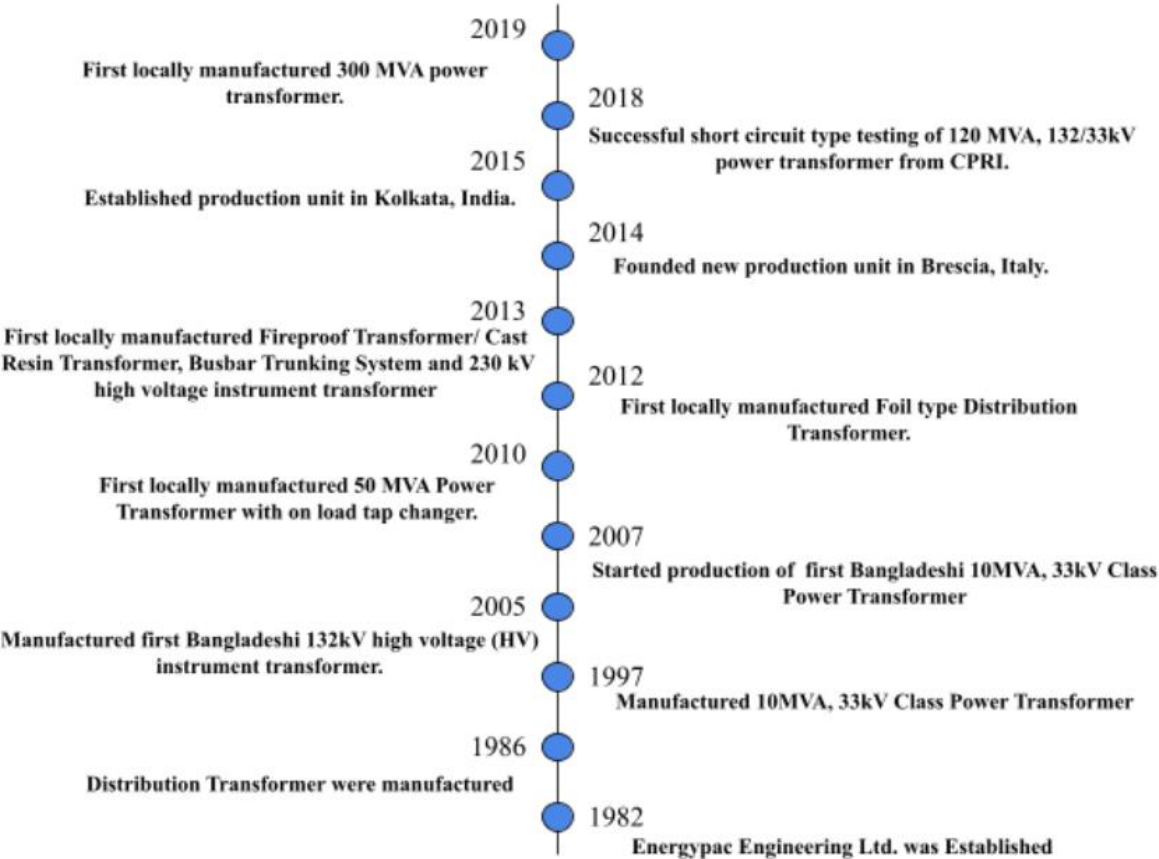 2019
First locally manufactured 300 MVA power
transformer.
2018
Successful short circuit type testing of 120 MVA, 132/33kV
power transformer from CPRI.
2015
Established production unit in Kolkata, India.
2014
Founded new production unit in Brescia, Italy.
2013
First locally manufactured Fireproof Transformer/ Cast
Resin Transformer, Busbar Trunking System and 230 kV
high voltage instrument transformer
2012
First locally manufactured Foil type Distribution
Transformer.
2010
First locally manufactured 50 MVA Power
Transformer with on load tap changer.
2007
Started production of first Bangladeshi 10MVA, 33kV Class
Power Transformer
2005
Manufactured first Bangladeshi 132kV high voltage (HV)
instrument transformer.
1997
Manufactured 10MVA, 33kV Class Power Transformer
1986
Distribution Transformer were manufactured
1982
Energypac Engineering Ltd. was Established